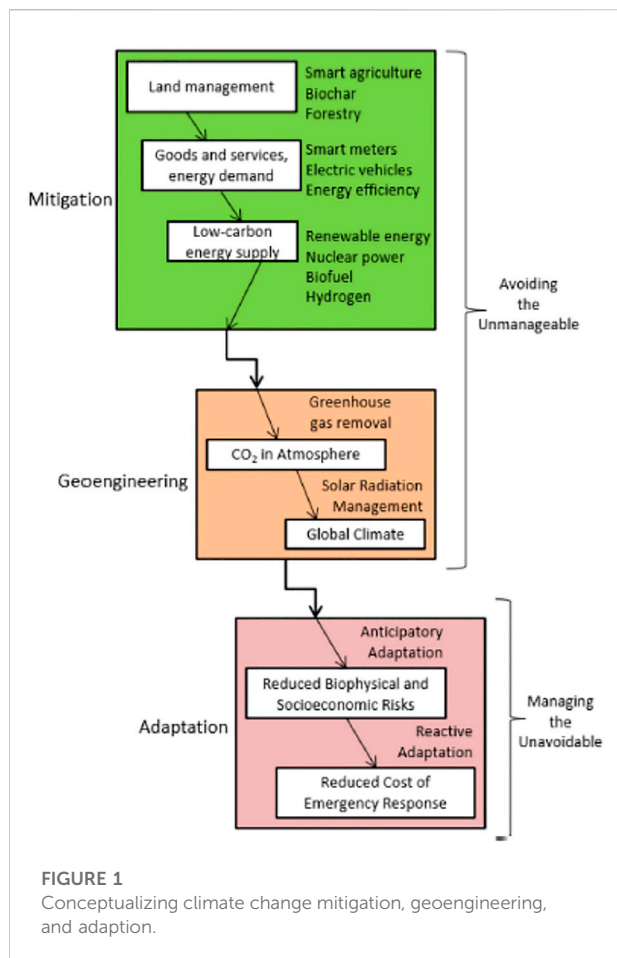 Mitigation
Land management
Smart agriculture
Biochar
Forestry
Goods and services,
energy demand
Smart meters
Electric vehicles
Energy efficiency
Low-carbon
energy supply
Renewable energy
Nuclear power
Biofuel
Hydrogen
Avoiding
the
Unmanageable
Geoengineering
Greenhouse
gas removal
CO₂ in Atmosphere
Solar Radiation
Management
Global Climate
Adaptation
Anticipatory
Adaptation
Reduced Biophysical and
Socioeconomic Risks
Reactive
Adaptation
Reduced Cost of
Emergency Response
Managing
the
Unavoidable
FIGURE 1
Conceptualizing climate change mitigation, geoengineering,
and adaption.